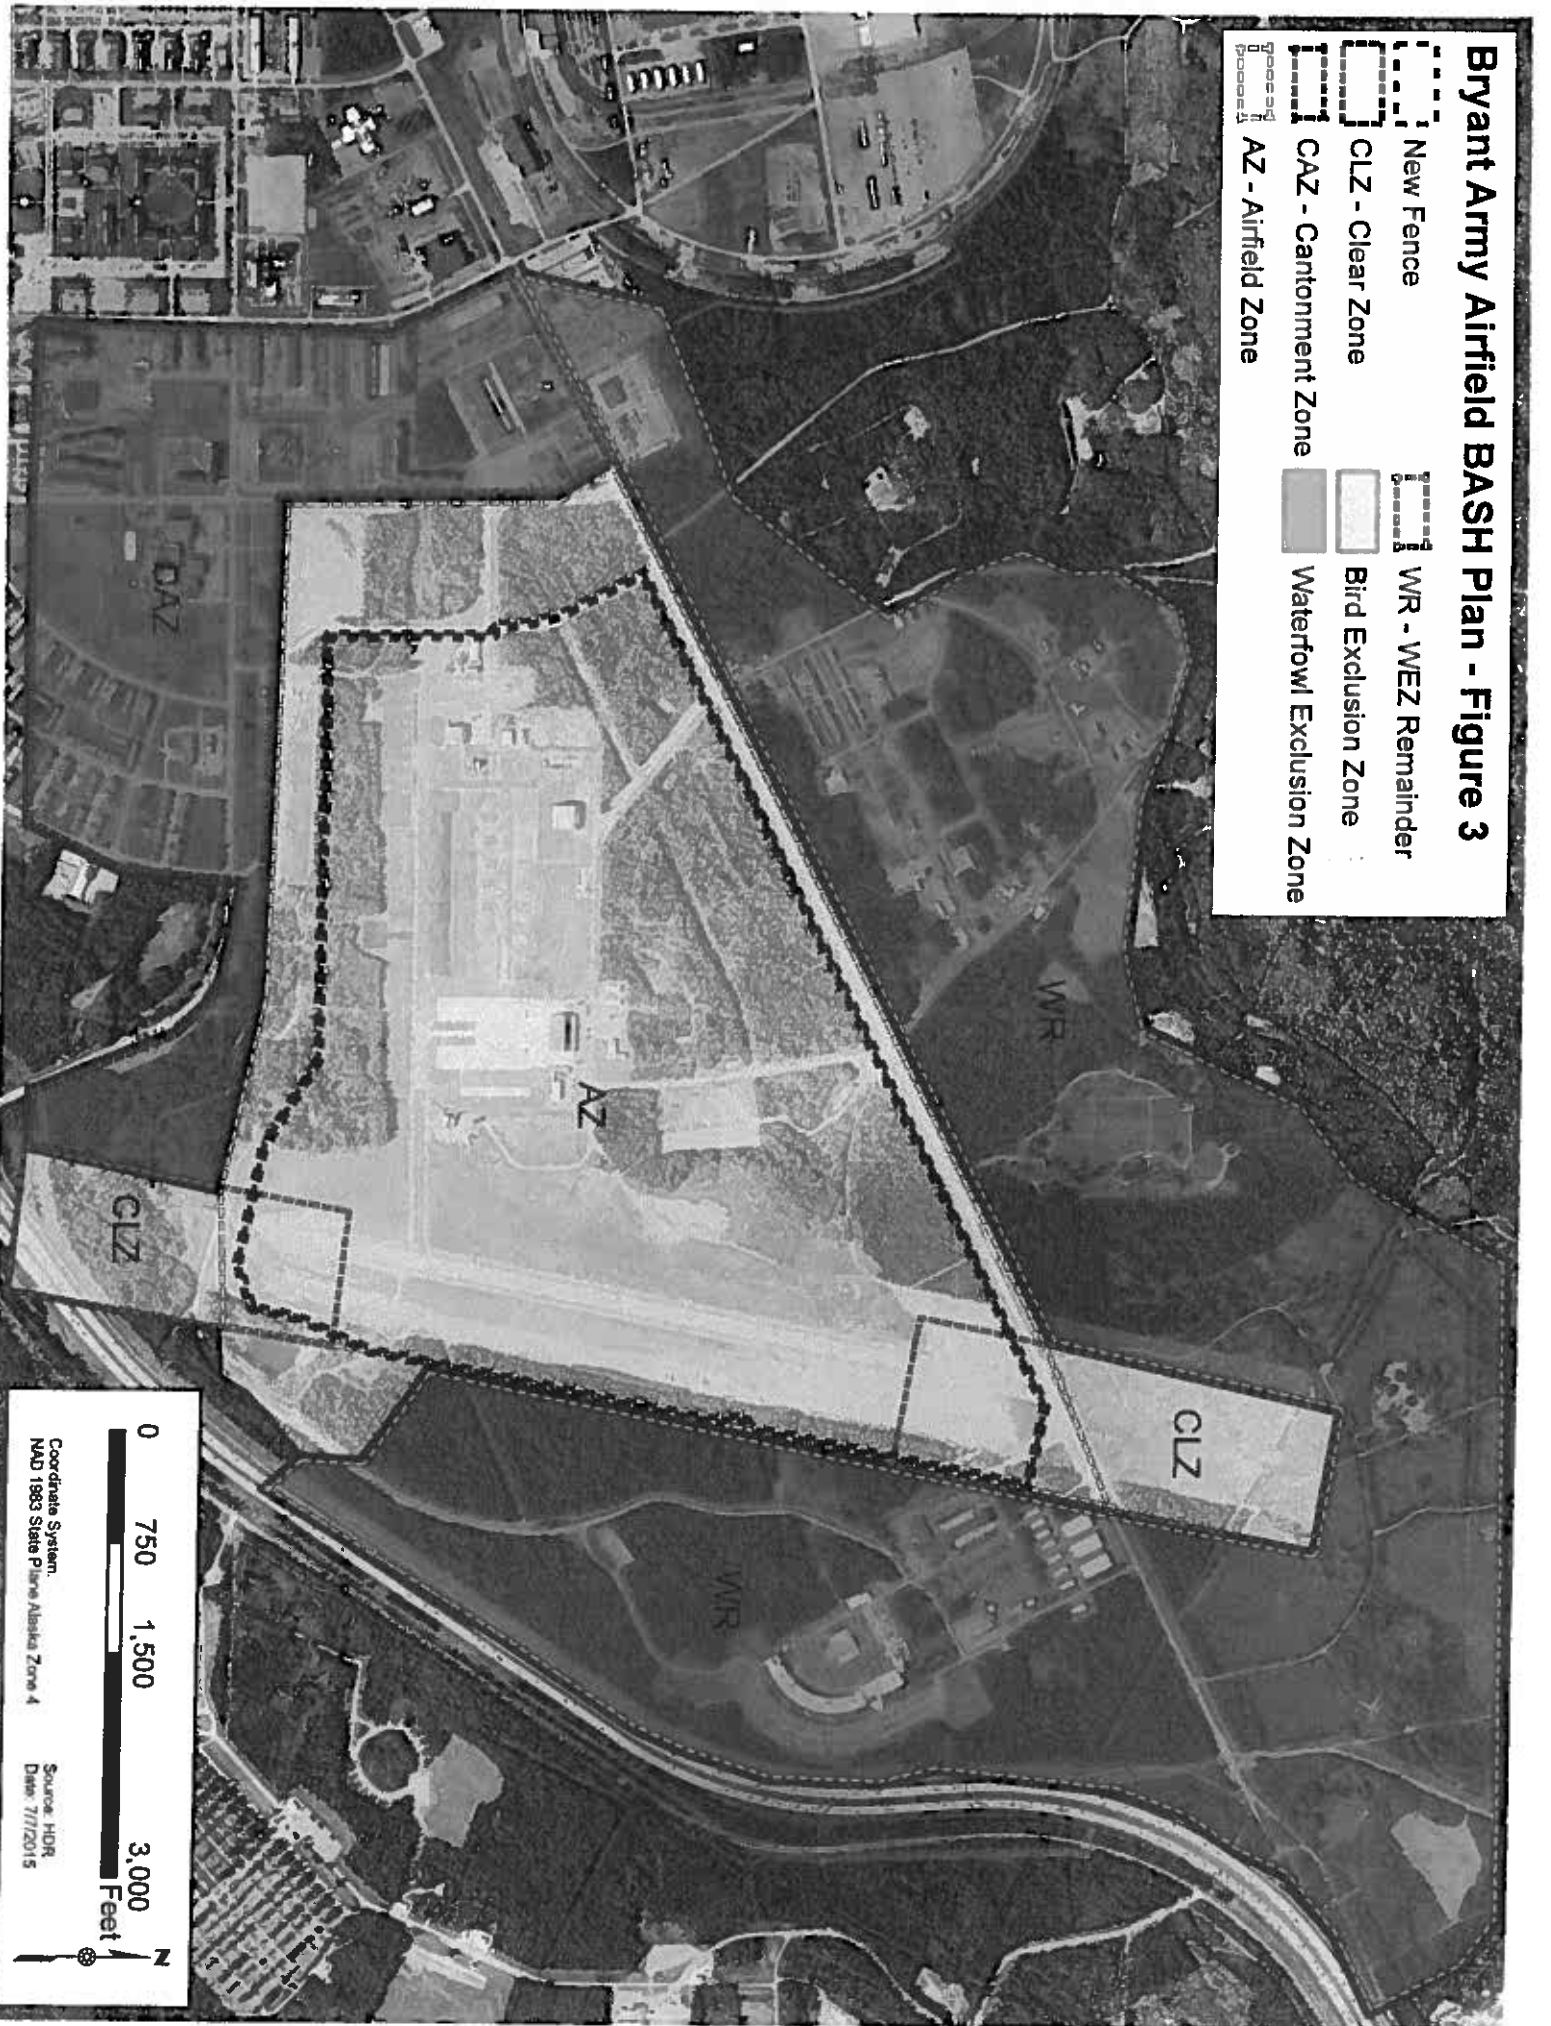 Bryant Army Airfield BASH Plan - Figure 3
New Fence
CLZ - Clear Zone
CAZ - Cantonment Zone
AZ - Airfield Zone
WR - WEZ Remainder
Bird Exclusion Zone
Waterfowl Exclusion Zone
WR
CLZ
AZ
WR
CLZ
0 750 1,500 3,000
Feet
N
Coordinate System.
NAD 1983 State Plane Alaska Zone 4
Source: HDR
Date: 7/7/2015